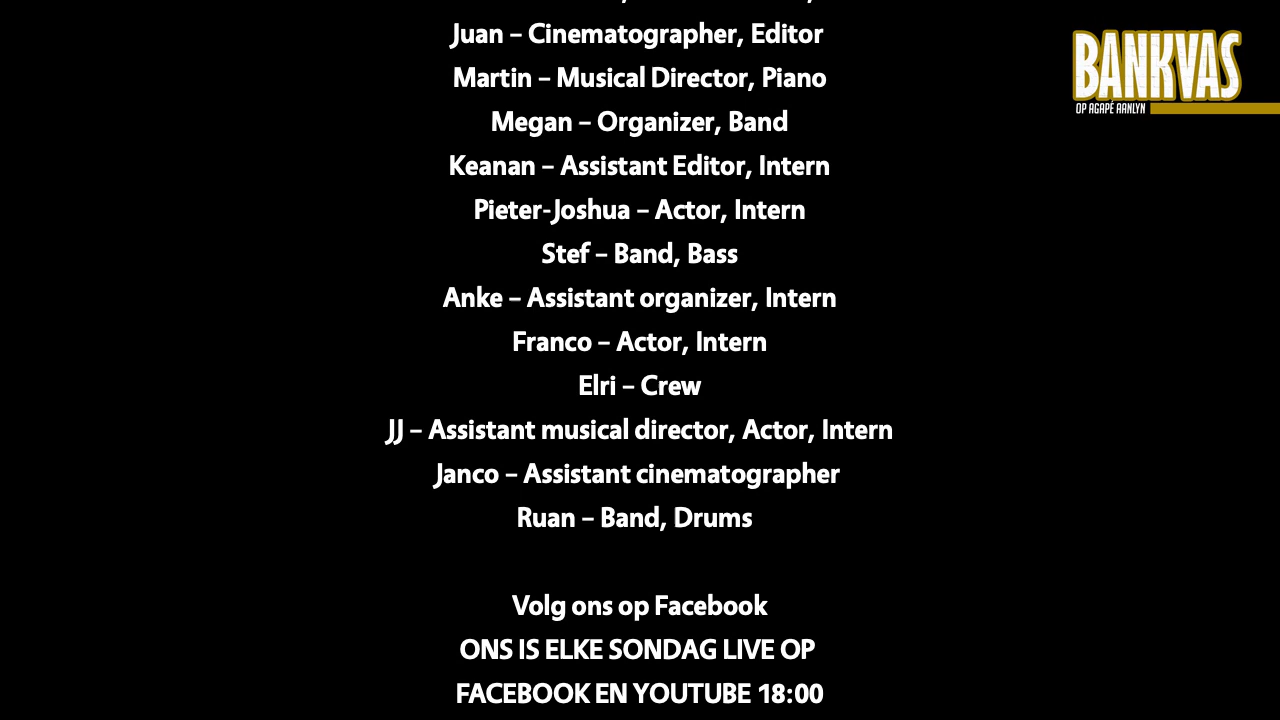 Juan – Cinematographer, Editor
Martin – Musical Director, Piano
Megan – Organizer, Band
Keanan – Assistant Editor, Intern
Pieter-Joshua – Actor, Intern
Stef – Band, Bass
Anke – Assistant organizer, Intern
Franco – Actor, Intern
Elri – Crew
JJ – Assistant musical director, Actor, Intern
Janco – Assistant cinematographer
Ruan – Band, Drums
Volg ons op Facebook
ONS IS ELKE SONDAG LIVE OP
FACEBOOK EN YOUTUBE 18:00
BANKVAS
OP AGAPÉ AANLYN